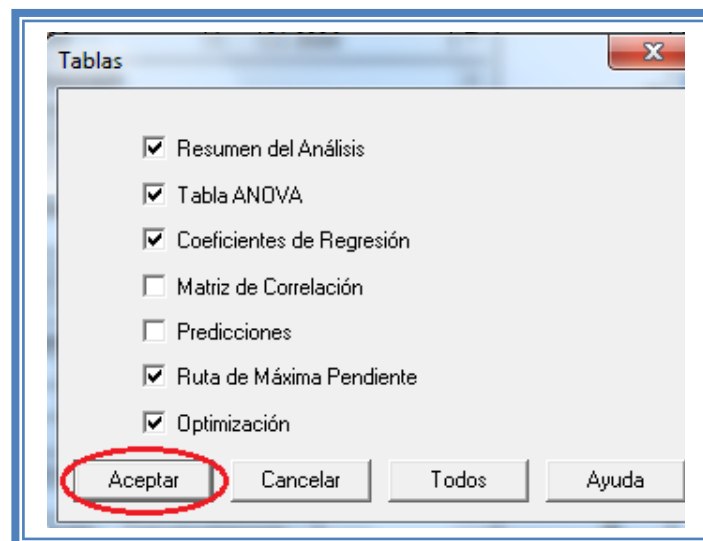 Tablas
Resumen del Análisis
Tabla ANOVA
Coeficientes de Regresión
Matriz de Correlación
Predicciones
Ruta de Máxima Pendiente
Optimización
Aceptar Cancelar Todos Ayuda